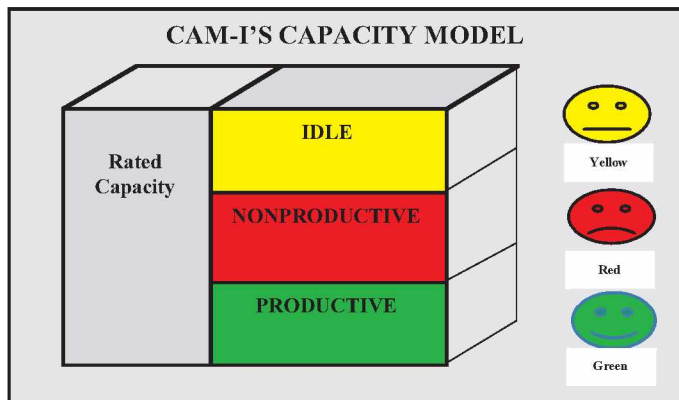 CAM-I'S CAPACITY MODEL
Rated
Capacity
IDLE
NONPRODUCTIVE
PRODUCTIVE
Yellow
Red
Green